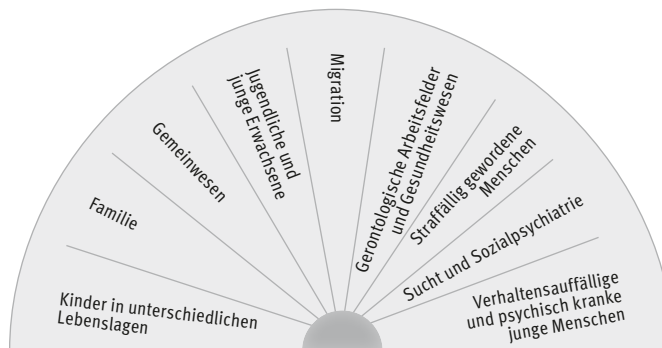 Kinder in unterschiedlichen
Lebenslagen
Familie
Gemeinwesen
Jugendliche und
junge Erwachsene
Migration
Gerontologische Arbeitsfelder
und Gesundheitswesen
Straffällig gewordene
Menschen
Sucht und Sozialpsychiatrie
Verhaltensauffällige
und psychisch kranke
junge Menschen